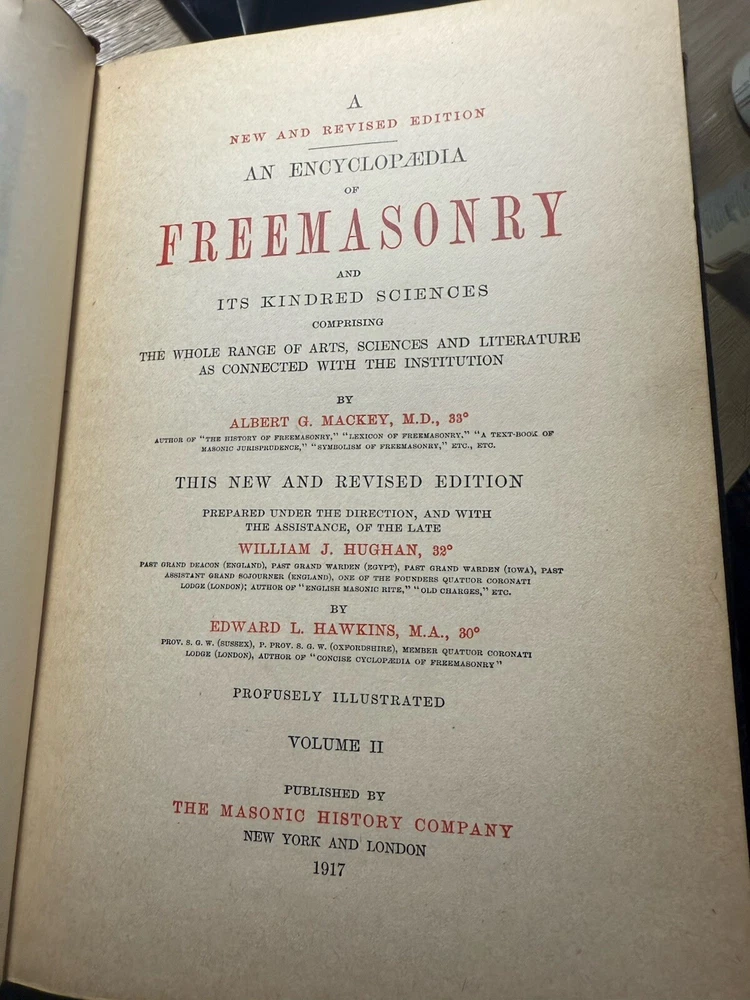 A
NEW AND REVISED EDITION
AN ENCYCLOPÆDIA
OF
FREEMASONRY
AND
ITS KINDRED SCIENCES
COMPRISING
THE WHOLE RANGE OF ARTS, SCIENCES AND LITERATURE
AS CONNECTED WITH THE INSTITUTION
BY
ALBERT G. MACKEY, M.D., 33°
AUTHOR OF "THE HISTORY OF FREEMASONRY," "LEXICON OF FREEMASONRY," "A TEXT-BOOK OF
MASONIC JURISPRUDENCE," "SYMBOLISM OF FREEMASONRY," ETC., ETC.
THIS NEW AND REVISED EDITION
PREPARED UNDER THE DIRECTION, AND WITH
THE ASSISTANCE, OF THE LATE
WILLIAM J. HUGHAN, 32°
PAST GRAND DEACON (ENGLAND), PAST GRAND WARDEN (EGYPT), PAST GRAND WARDEN (IOWA), PAST
ASSISTANT GRAND SOJOURNER (ENGLAND), ONE OF THE FOUNDERS QUATUOR CORONATI
LODGE (LONDON); AUTHOR OF "ENGLISH MASONIC RITE," "OLD CHARGES," ETC.
BY
EDWARD L. HAWKINS, M.A., 30°
PROV. S. G. W. (SUSSEX), P. PROV. S. G. W. (OXFORDSHIRE), MEMBER QUATUOR CORONATI
LODGE (LONDON), AUTHOR OF "CONCISE CYCLOPÆDIA OF FREEMASONRY"
PROFUSELY ILLUSTRATED
VOLUME II
PUBLISHED BY
THE MASONIC HISTORY COMPANY
NEW YORK AND LONDON
1917